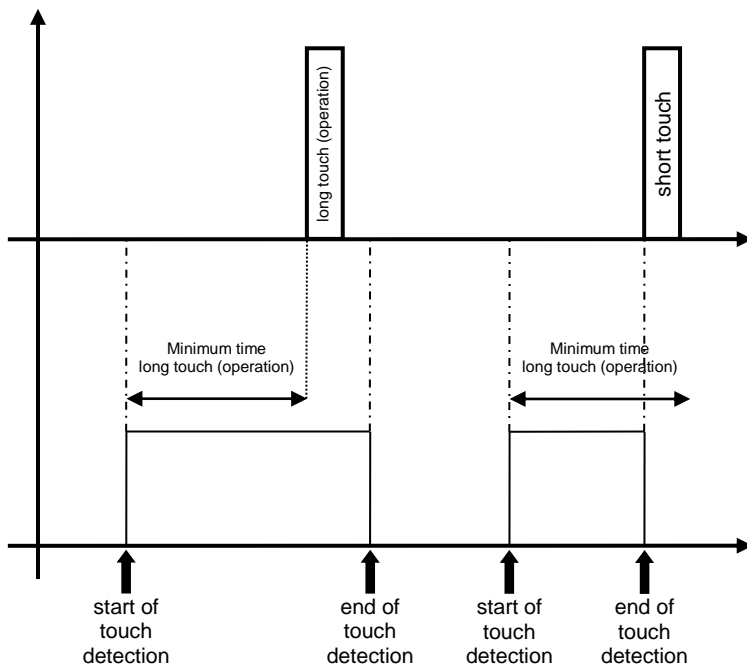 long touch (operation)
short touch
Minimum time
long touch (operation)
Minimum time
long touch (operation)
start of
touch
detection
end of
touch
detection
start of
touch
detection
end of
touch
detection